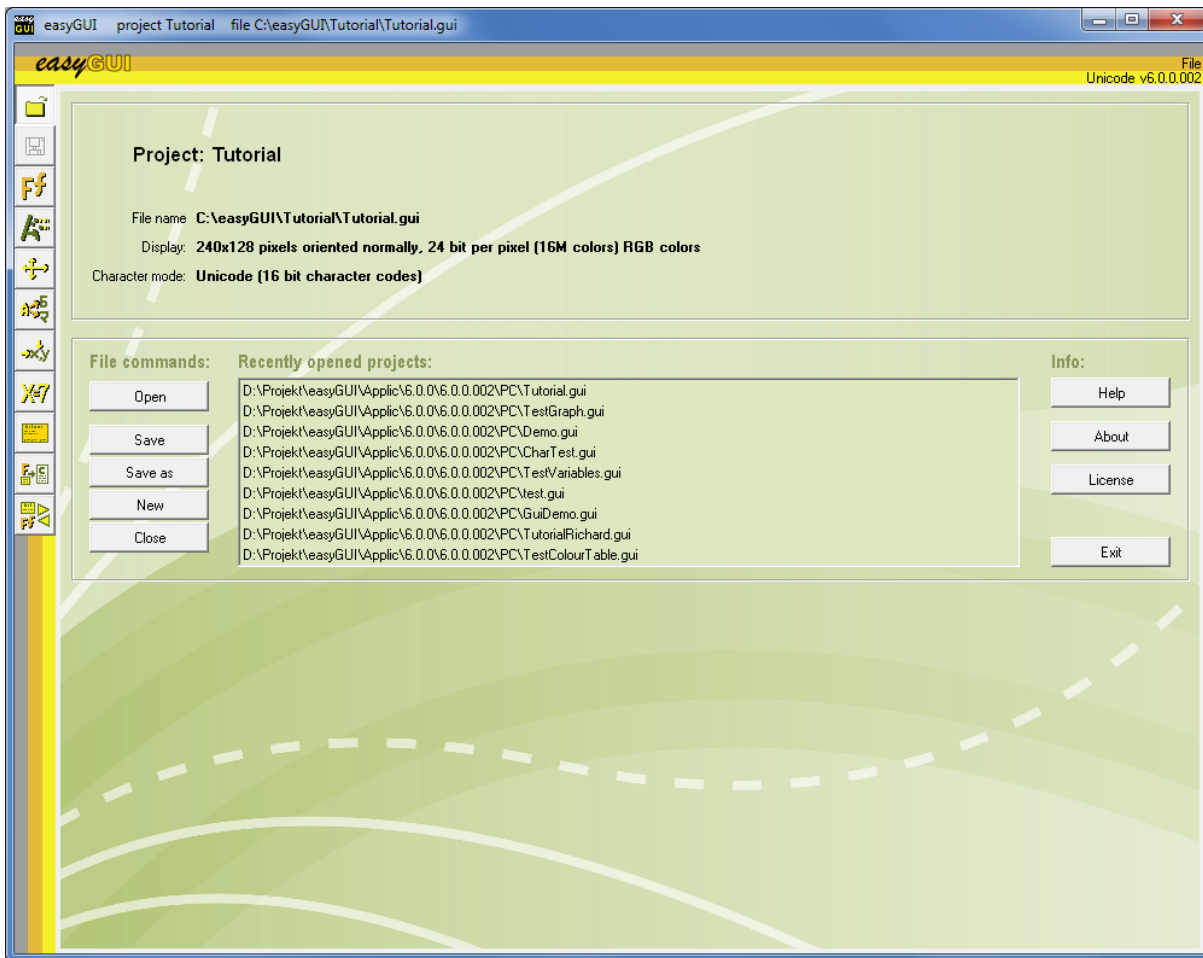 easyGUI project Tutorial file C:\easyGUI\Tutorial\Tutorial.gui
easyGUI
File
Unicode v6.0.0.002
Project: Tutorial
File name C:\easyGUI\Tutorial\Tutorial.gui
Display: 240x128 pixels oriented normally, 24 bit per pixel (16M colors) RGB colors
Character mode: Unicode (16 bit character codes)
File commands:
Open
Save
Save as
New
Close
Recently opened projects:
D:\Projekt\easyGUI\Applic\6.0.0\6.0.0.002\PC\Tutorial.gui
D:\Projekt\easyGUI\Applic\6.0.0\6.0.0.002\PC\TestGraph.gui
D:\Projekt\easyGUI\Applic\6.0.0\6.0.0.002\PC\Demo.gui
D:\Projekt\easyGUI\Applic\6.0.0\6.0.0.002\PC\CharTest.gui
D:\Projekt\easyGUI\Applic\6.0.0\6.0.0.002\PC\TestVariables.gui
D:\Projekt\easyGUI\Applic\6.0.0\6.0.0.002\PC\test.gui
D:\Projekt\easyGUI\Applic\6.0.0\6.0.0.002\PC\GuiDemo.gui
D:\Projekt\easyGUI\Applic\6.0.0\6.0.0.002\PC\TutorialRichard.gui
D:\Projekt\easyGUI\Applic\6.0.0\6.0.0.002\PC\TestColourTable.gui
Info:
Help
About
License
Exit